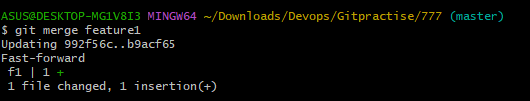 ASUS@DESKTOP-MG1V8I3 MINGW64 ~/Downloads/Devops/Gitpractise/777 (master)
$ git merge feature1
Updating 992f56c..b9acf65
Fast-forward
 f1 | 1 +
 1 file changed, 1 insertion(+)